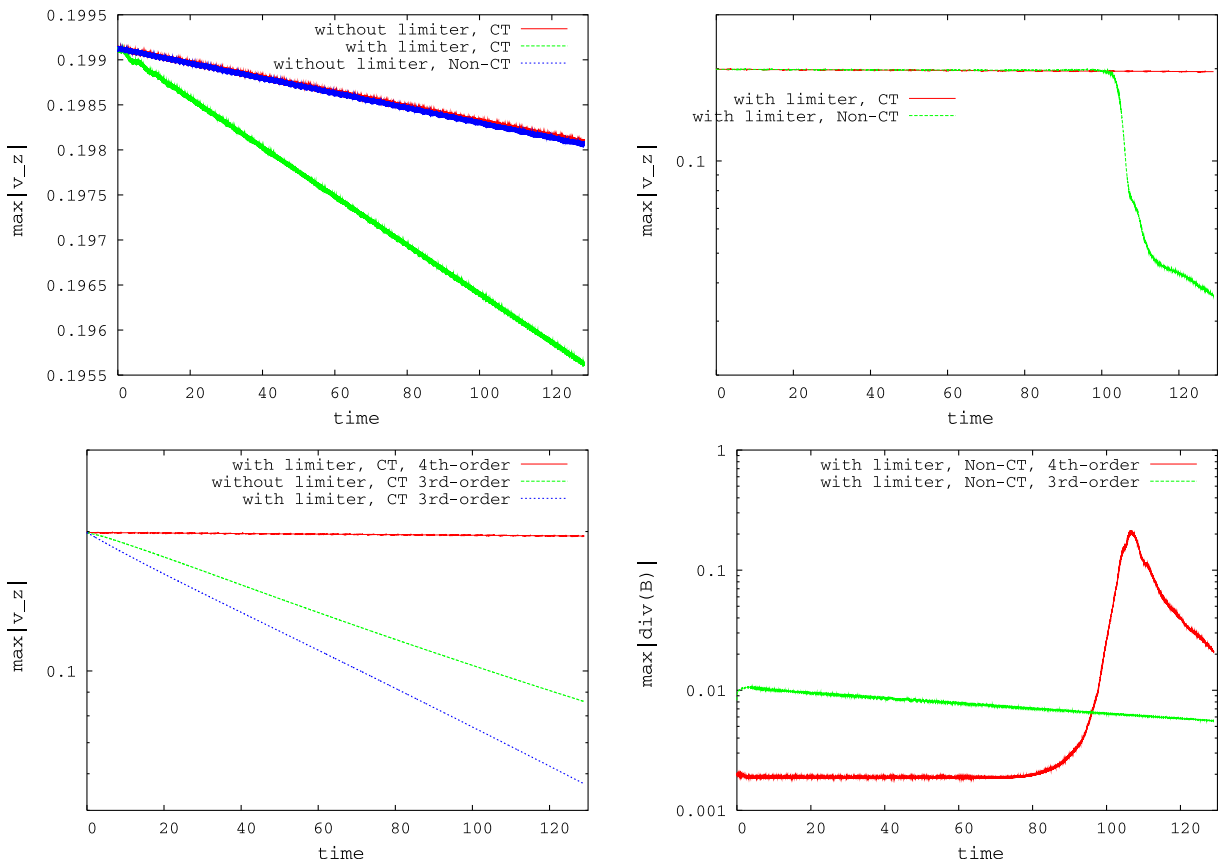 0.1995
0.199
0.1985
0.198
0.1975
0.197
0.1965
0.196
0.1955
max|v_z|
without limiter, CT
with limiter, CT
without limiter, Non-CT
0 20 40 60 80 100 120
time
max|v_z|
0.1
with limiter, CT
with limiter, Non-CT
0 20 40 60 80 100 120
time
max|v_z|
0.1
with limiter, CT, 4th-order
without limiter, CT 3rd-order
with limiter, CT 3rd-order
0 20 40 60 80 100 120
time
max|div(B)|
1
0.1
0.01
0.001
with limiter, Non-CT, 4th-order
with limiter, Non-CT, 3rd-order
0 20 40 60 80 100 120
time